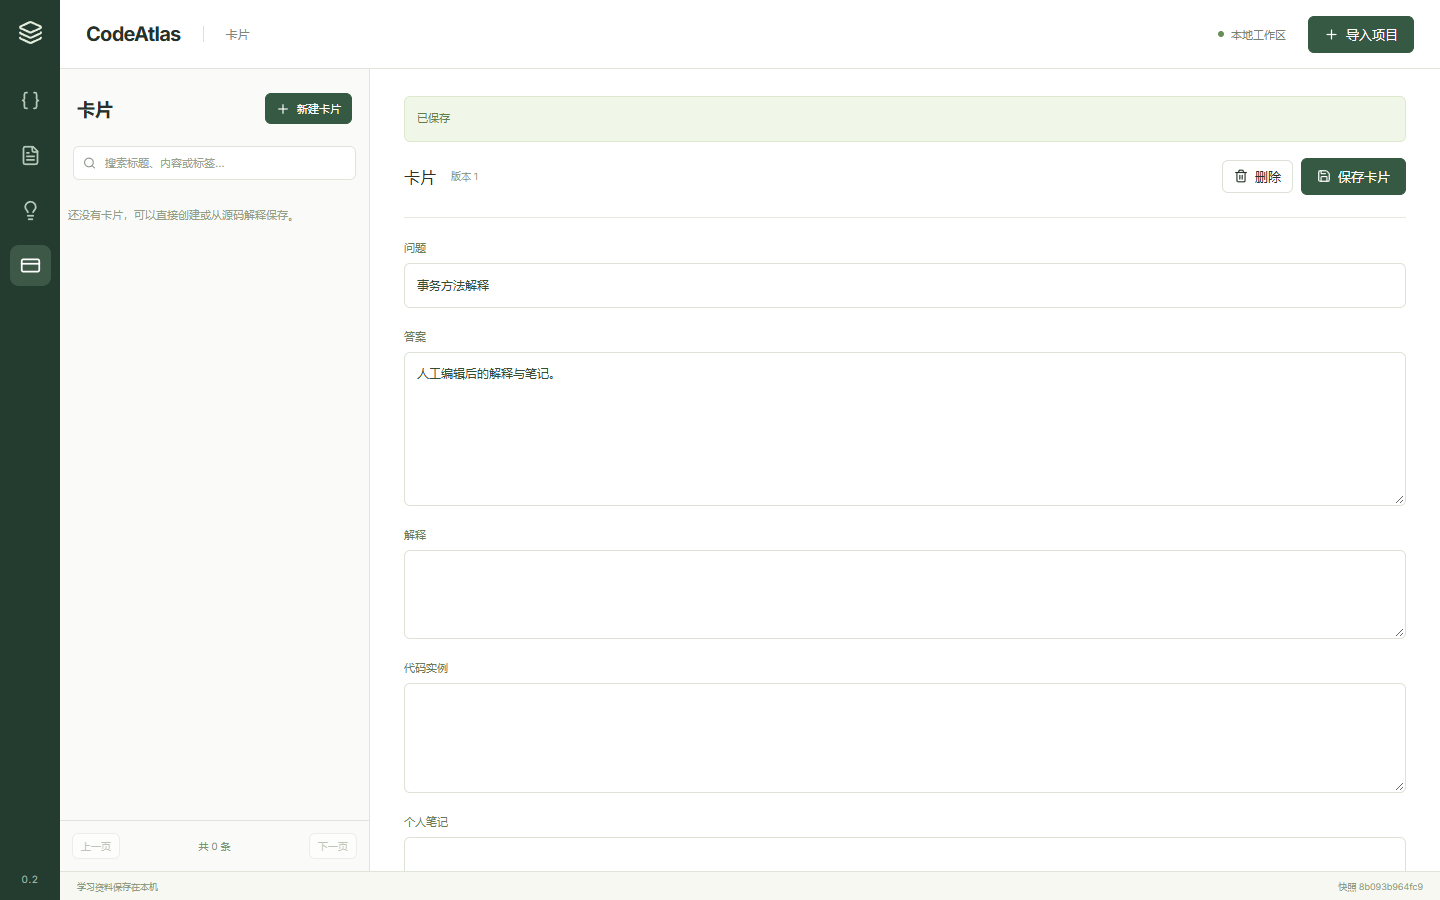 CodeAtlas
卡片
本地工作区
导入项目
卡片
新建卡片
搜索标题、内容或标签...
还没有卡片，可以直接创建或从源码解释保存。
上一页
共 0 条
下一页
已保存
卡片
版本 1
删除
保存卡片
问题
事务方法解释
答案
人工编辑后的解释与笔记。
解释
代码实例
个人笔记
0.2
学习资料保存在本机
快照 8b093b964fc9